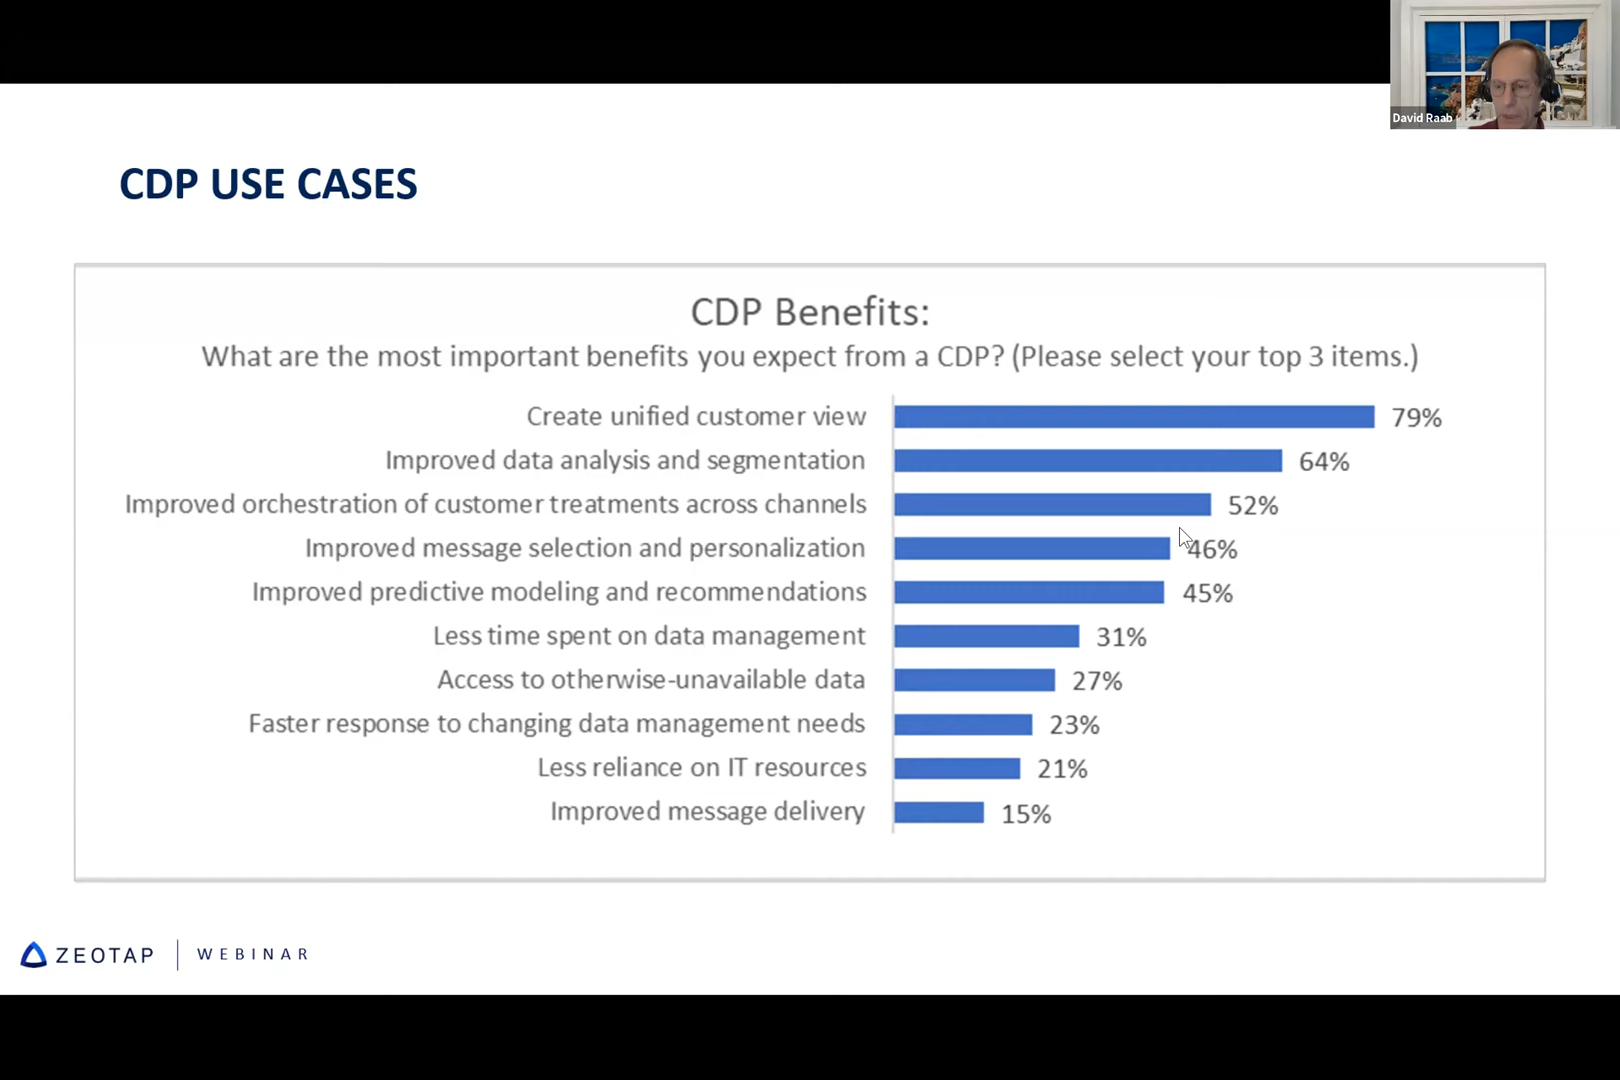 David Raab
CDP USE CASES
CDP Benefits:
What are the most important benefits you expect from a CDP? (Please select your top 3 items.)
Create unified customer view 79%
Improved data analysis and segmentation 64%
Improved orchestration of customer treatments across channels 52%
Improved message selection and personalization 46%
Improved predictive modeling and recommendations 45%
Less time spent on data management 31%
Access to otherwise-unavailable data 27%
Faster response to changing data management needs 23%
Less reliance on IT resources 21%
Improved message delivery 15%
ZEOTAP WEBINAR